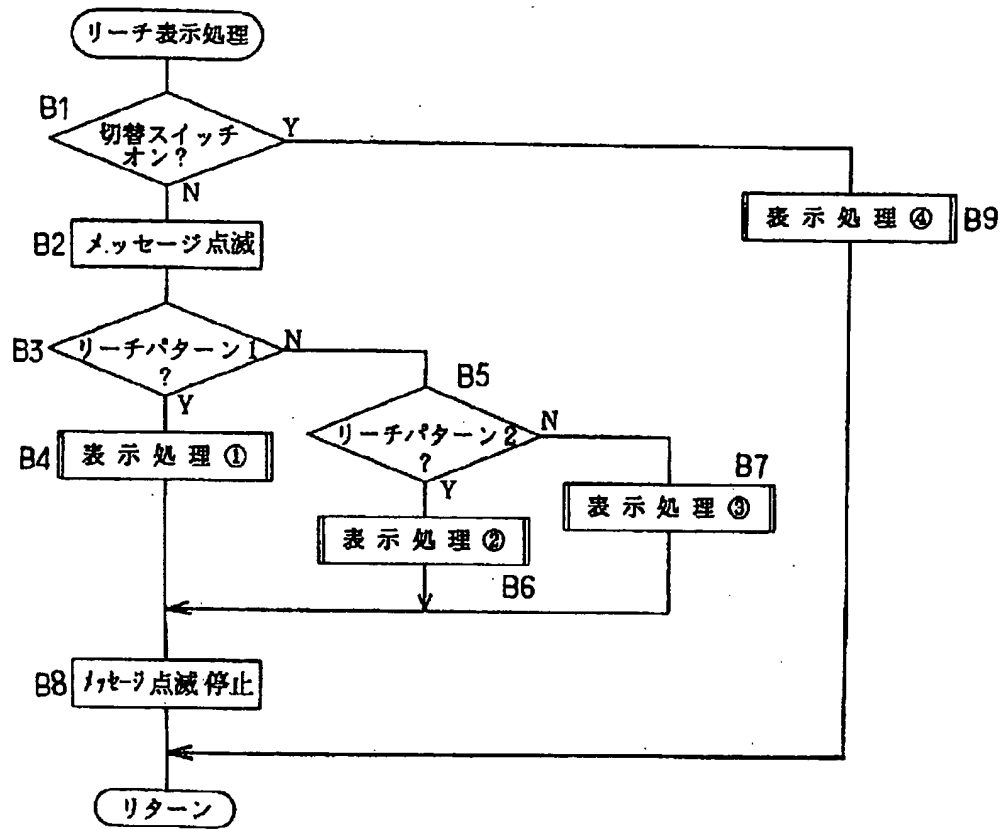 リーチ表示処理
B1
切替スイッチ
オン?
Y
N
B2
メッセージ点滅
表示処理④
B9
B3
リーチパターン1
?
N
Y
B5
リーチパターン2
?
N
Y
B4
表示処理①
B7
表示処理③
表示処理②
B6
B8
メッセージ点滅停止
リターン